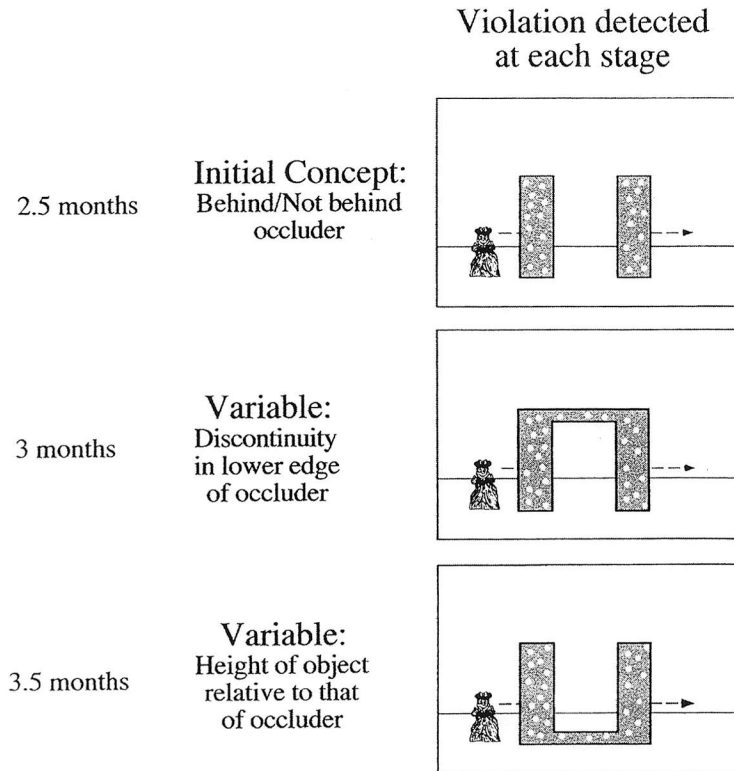 Violation detected
at each stage
2.5 months
Initial Concept:
Behind/Not behind
occluder
3 months
Variable:
Discontinuity
in lower edge
of occluder
3.5 months
Variable:
Height of object
relative to that
of occluder